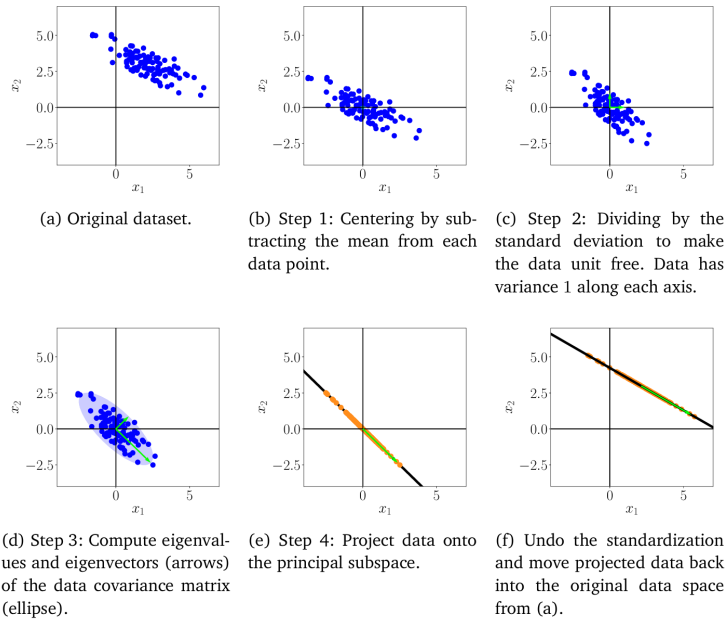 5.0
2.5
0.0
−2.5
x2
0
5
x1
(a) Original dataset.
5.0
2.5
0.0
−2.5
x2
0
5
x1
(b) Step 1: Centering by sub-
tracting the mean from each
data point.
5.0
2.5
0.0
−2.5
x2
0
5
x1
(c) Step 2: Dividing by the
standard deviation to make
the data unit free. Data has
variance 1 along each axis.
5.0
2.5
0.0
−2.5
x2
0
5
x1
(d) Step 3: Compute eigenval-
ues and eigenvectors (arrows)
of the data covariance matrix
(ellipse).
5.0
2.5
0.0
−2.5
x2
0
5
x1
(e) Step 4: Project data onto
the principal subspace.
5.0
2.5
0.0
−2.5
x2
0
5
x1
(f) Undo the standardization
and move projected data back
into the original data space
from (a).